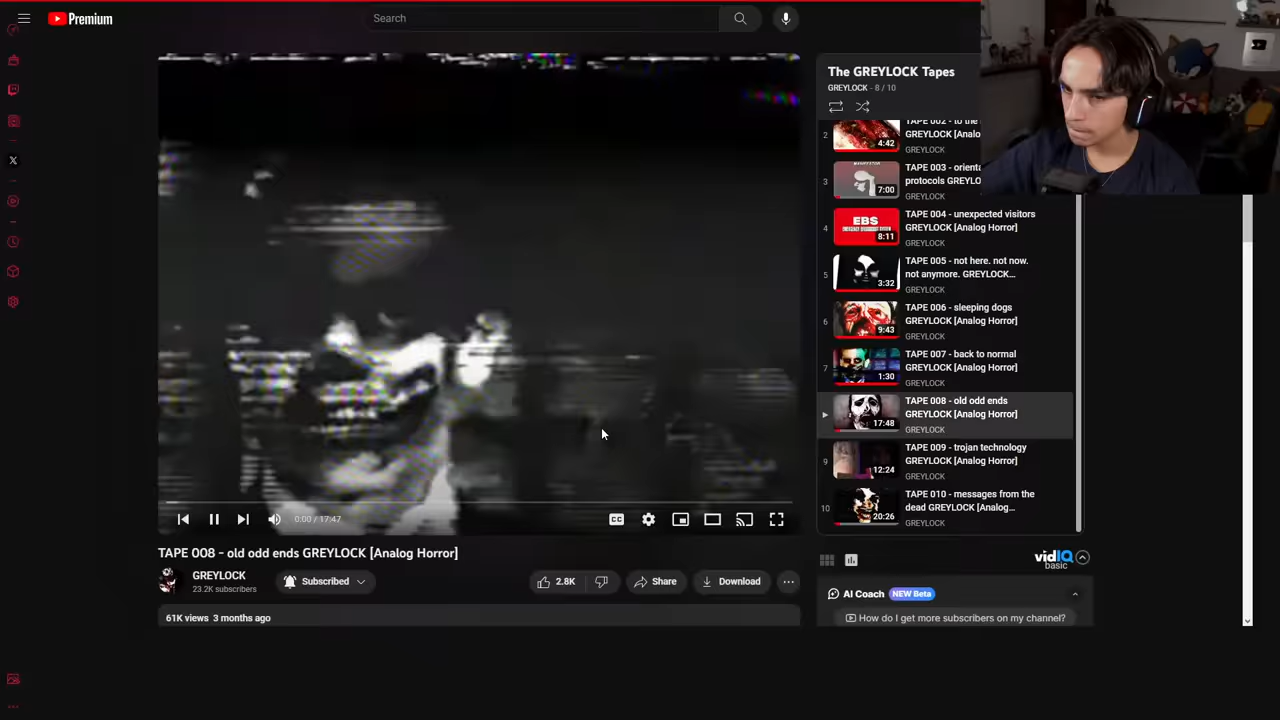 Premium
Search
The GREYLOCK Tapes
GREYLOCK - 8 / 10
2
TAPE 002 - to the
GREYLOCK [Analo
GREYLOCK
4:42
3
TAPE 003 - orienta
protocols GREYLO
GREYLOCK
7:00
4
EBS
TAPE 004 - unexpected visitors
GREYLOCK [Analog Horror]
GREYLOCK
8:11
5
TAPE 005 - not here. not now.
not anymore. GREYLOCK...
GREYLOCK
3:32
6
TAPE 006 - sleeping dogs
GREYLOCK [Analog Horror]
GREYLOCK
9:43
7
TAPE 007 - back to normal
GREYLOCK [Analog Horror]
GREYLOCK
1:30
TAPE 008 - old odd ends
GREYLOCK [Analog Horror]
GREYLOCK
17:48
9
TAPE 009 - trojan technology
GREYLOCK [Analog Horror]
GREYLOCK
12:24
10
TAPE 010 - messages from the
dead GREYLOCK [Analog...
GREYLOCK
20:26
0:00 / 17:47
CC
TAPE 008 - old odd ends GREYLOCK [Analog Horror]
GREYLOCK
23.2K subscribers
Subscribed
2.8K
Share
Download
61K views 3 months ago
vidIQ
basic
AI Coach NEW Beta
How do I get more subscribers on my channel?